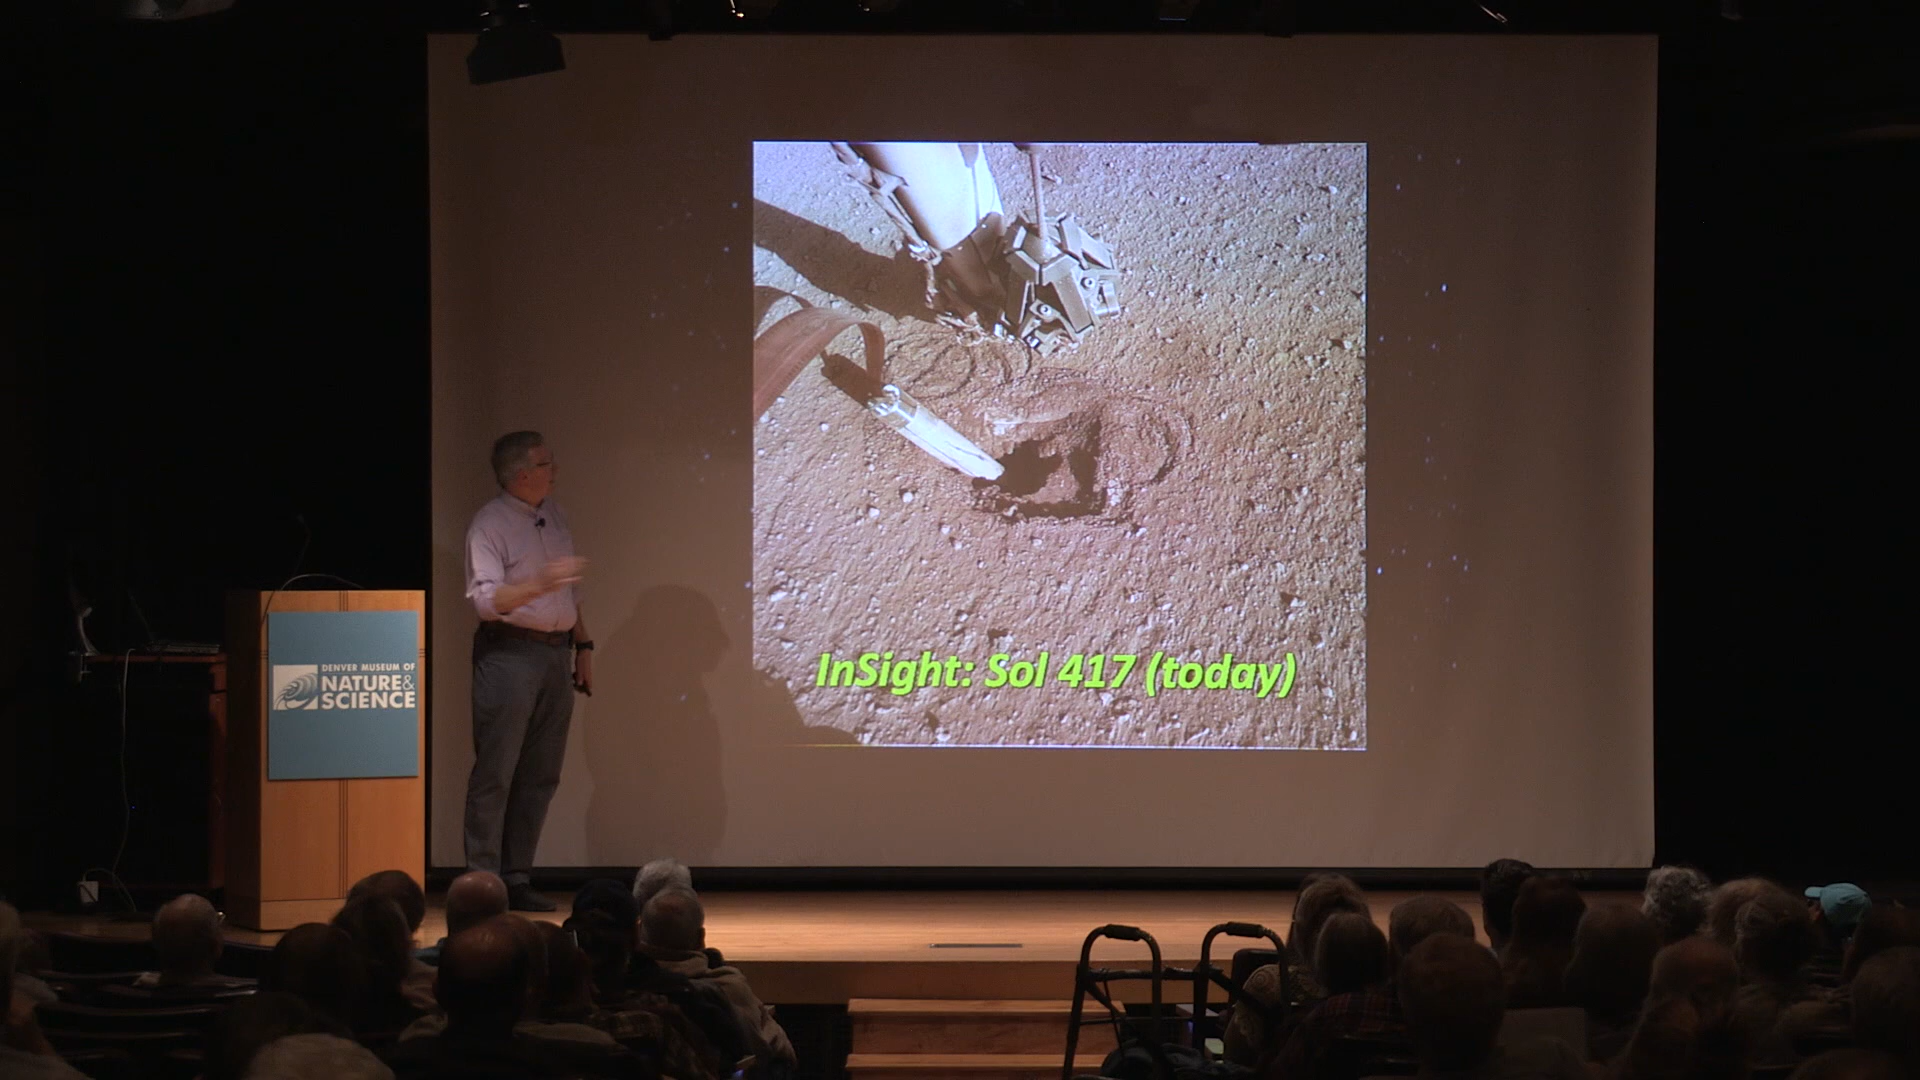 InSight: Sol 417 (today)
DENVER MUSEUM OF
NATURE&
SCIENCE